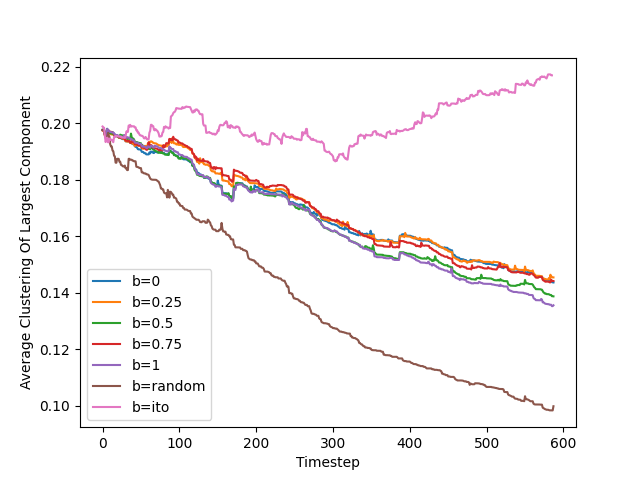 0.22
0.20
0.18
0.16
0.14
0.12
0.10
Average Clustering Of Largest Component
b=0
b=0.25
b=0.5
b=0.75
b=1
b=random
b=ito
0 100 200 300 400 500 600
Timestep